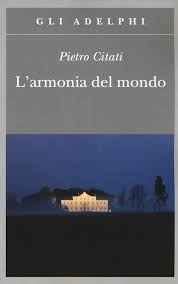 GLI ADELPHI
Pietro Citati
L'armonia del mondo